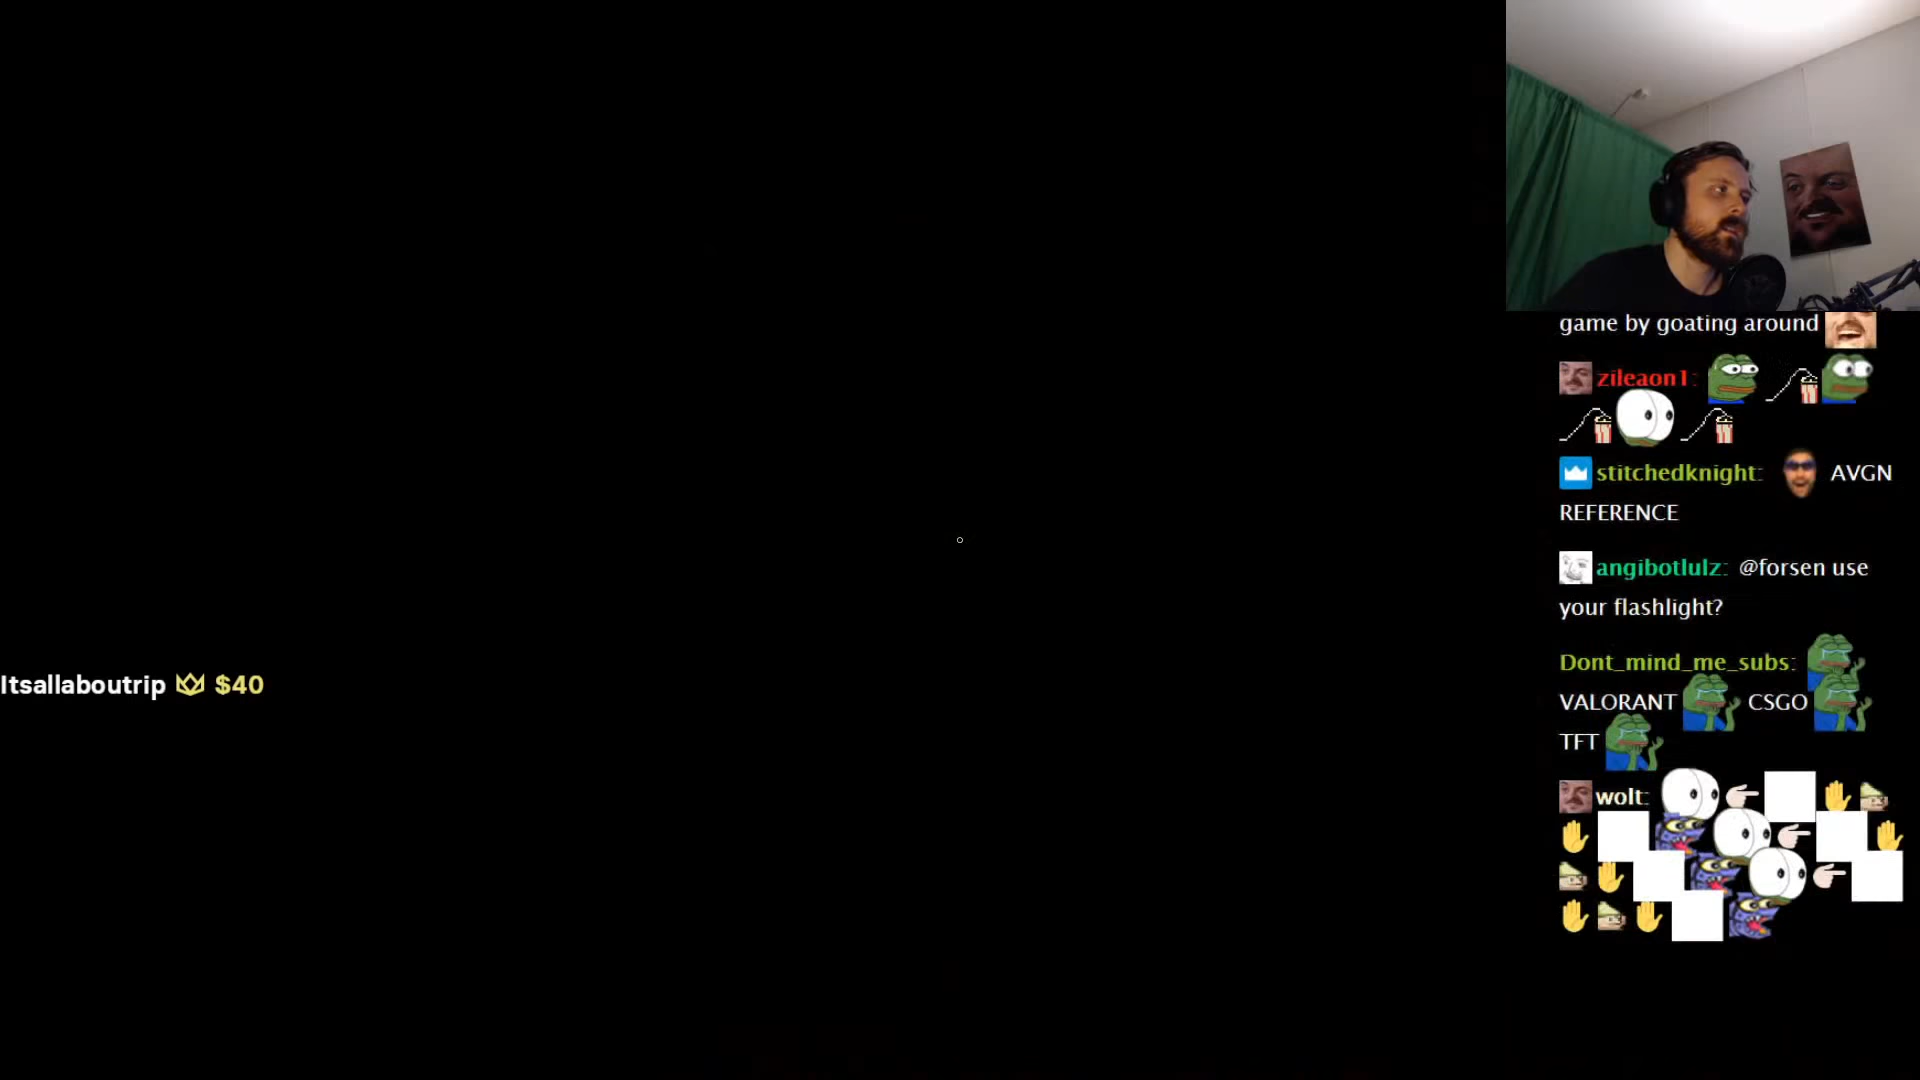 game by goating around
zileaon1:
stitchedknight: AVGN
REFERENCE
angibotlulz: @forsen use
your flashlight?
Itsallaboutrip $40
Dont_mind_me_subs:
VALORANT CSGO
TFT
wolt: